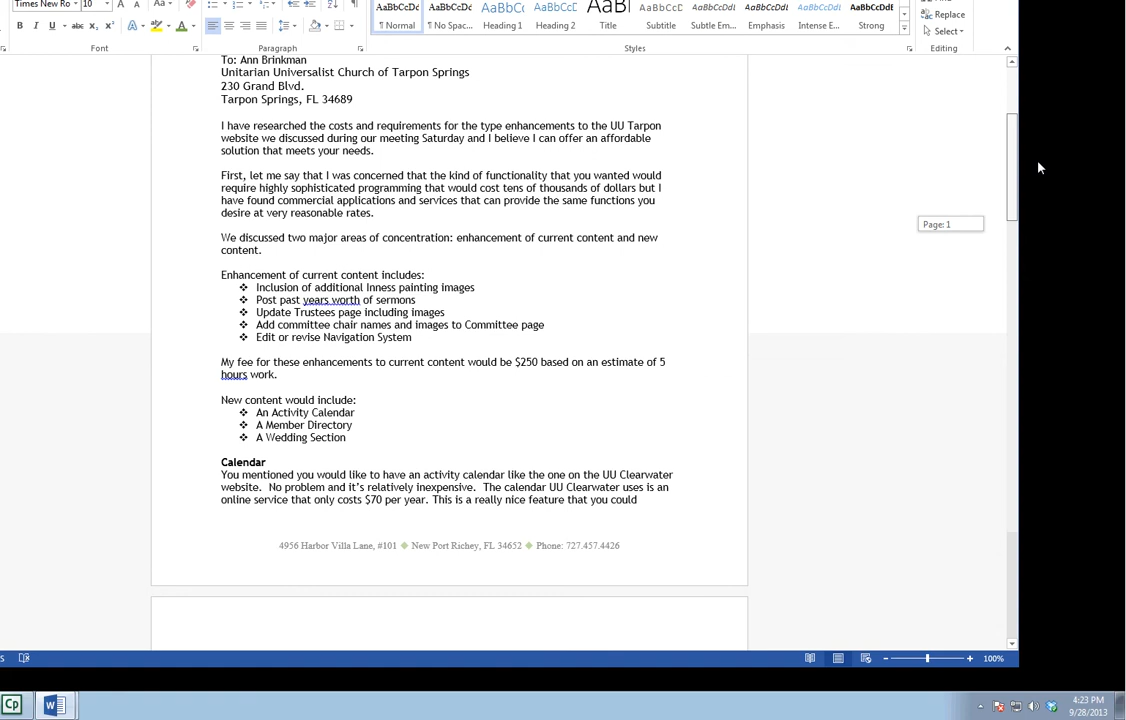 Times New Ro 10 Aa
AaBbCcDc AaBbCcDc AaBbCc AaBbCcC AaB AaBbCcC AaBbCcDc AaBbCcDc AaBbCcDc AaBbCcDc
Replace
B I U abc X₂ X² A A
¶ Normal ¶ No Spac... Heading 1 Heading 2 Title Subtitle Subtle Em... Emphasis Intense E... Strong
Select
Font Paragraph Styles Editing
To: Ann Brinkman
Unitarian Universalist Church of Tarpon Springs
230 Grand Blvd.
Tarpon Springs, FL 34689
I have researched the costs and requirements for the type enhancements to the UU Tarpon
website we discussed during our meeting Saturday and I believe I can offer an affordable
solution that meets your needs.
First, let me say that I was concerned that the kind of functionality that you wanted would
require highly sophisticated programming that would cost tens of thousands of dollars but I
have found commercial applications and services that can provide the same functions you
desire at very reasonable rates.
Page: 1
We discussed two major areas of concentration: enhancement of current content and new
content.
Enhancement of current content includes:
❖ Inclusion of additional Inness painting images
❖ Post past years worth of sermons
❖ Update Trustees page including images
❖ Add committee chair names and images to Committee page
❖ Edit or revise Navigation System
My fee for these enhancements to current content would be $250 based on an estimate of 5
hours work.
New content would include:
❖ An Activity Calendar
❖ A Member Directory
❖ A Wedding Section
Calendar
You mentioned you would like to have an activity calendar like the one on the UU Clearwater
website. No problem and it's relatively inexpensive. The calendar UU Clearwater uses is an
online service that only costs $70 per year. This is a really nice feature that you could
4956 Harbor Villa Lane, #101 ◆ New Port Richey, FL 34652 ◆ Phone: 727.457.4426
S 100%
Cp W 4:23 PM
9/28/2013